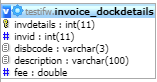 testifw.invoice_dockdetails
invdetails : int(11)
invid : int(11)
disbcode : varchar(3)
description : varchar(100)
fee : double